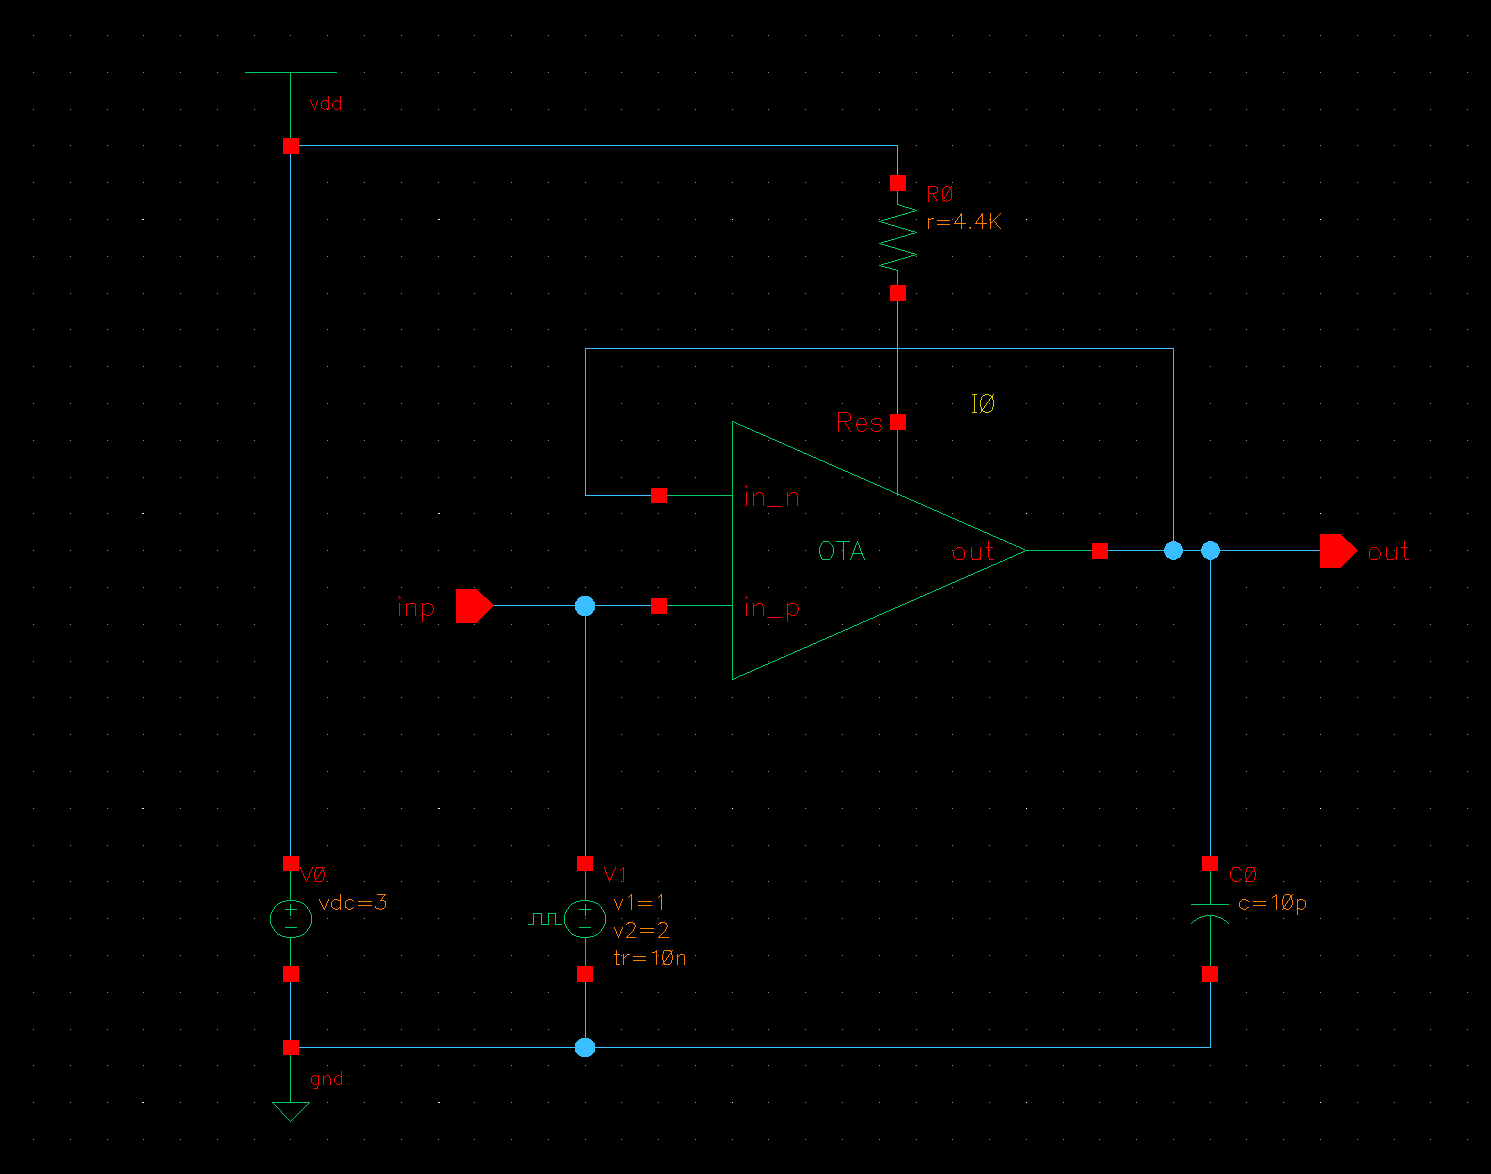 vdd
R0
r=4.4K
I0
Res
in_n
OTA
out
out
inp
in_p
V0
vdc=3
V1
v1=1
v2=2
tr=10n
C0
c=10p
gnd